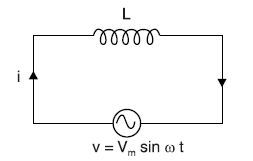 L
i
v = Vm sin ω t